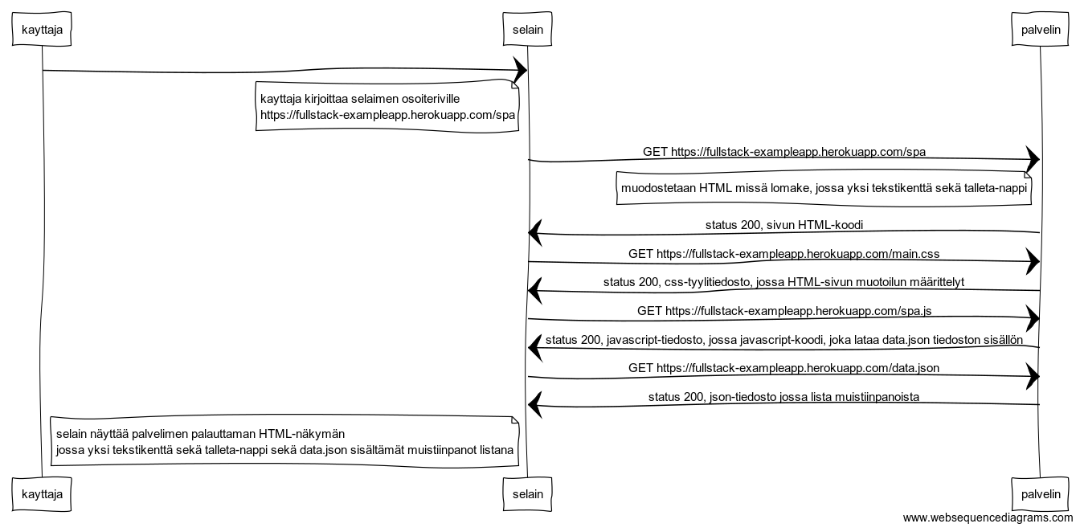 kayttaja
selain
palvelin
kayttaja kirjoittaa selaimen osoiteriville
https://fullstack-exampleapp.herokuapp.com/spa
GET https://fullstack-exampleapp.herokuapp.com/spa
muodostetaan HTML missä lomake, jossa yksi tekstikenttä sekä talleta-nappi
status 200, sivun HTML-koodi
GET https://fullstack-exampleapp.herokuapp.com/main.css
status 200, css-tyylitiedosto, jossa HTML-sivun muotoilun määrittelyt
GET https://fullstack-exampleapp.herokuapp.com/spa.js
status 200, javascript-tiedosto, jossa javascript-koodi, joka lataa data.json tiedoston sisällön
GET https://fullstack-exampleapp.herokuapp.com/data.json
status 200, json-tiedosto jossa lista muistiinpanoista
selain näyttää palvelimen palauttaman HTML-näkymän
jossa yksi tekstikenttä sekä talleta-nappi sekä data.json sisältämät muistiinpanot listana
kayttaja
selain
palvelin
www.websequencediagrams.com